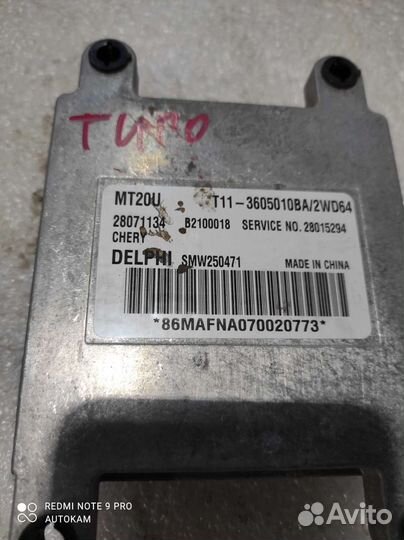 TURBO
MT20U T11-3605010BA/2WD64
28071134 B2100018 SERVICE NO. 28015294
CHERY
DELPHI SMW250471 MADE IN CHINA
*86MAFNA070020773*
REDMI NOTE 9 PRO
AUTOKAM
Avito